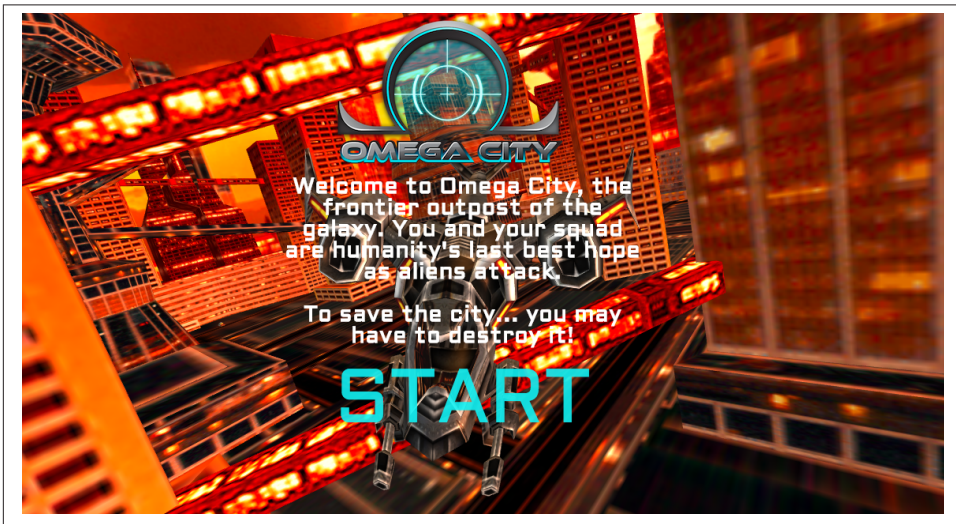 OMEGA CITY
Welcome to Omega City, the
frontier outpost of the
galaxy. You and your squad
are humanity's last best hope
as aliens attack.
To save the city... you may
have to destroy it!
START